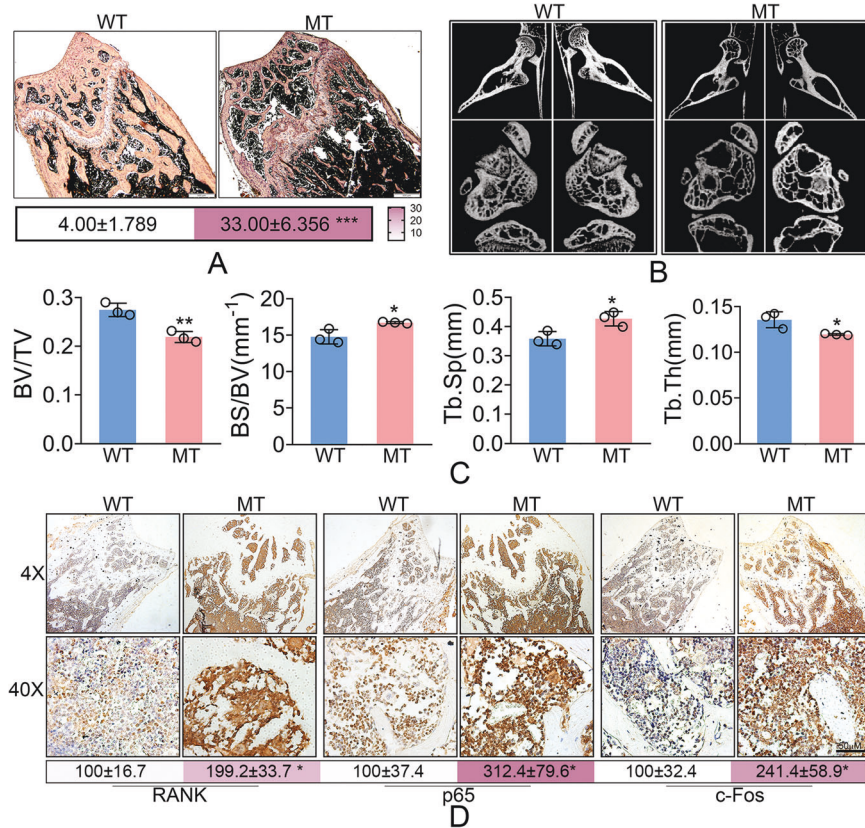 WT MT
4.00±1.789 33.00±6.356 ***
30
20
10
A
WT MT
B
BV/TV
0.3
0.2
0.1
0.0
**
WT MT
BS/BV(mm⁻¹)
20
15
10
5
0
*
WT MT
Tb.Sp(mm)
0.6
0.4
0.2
0.0
*
WT MT
Tb.Th(mm)
0.15
0.10
0.05
0.00
*
WT MT
C
WT MT WT MT WT MT
4X
40X
50μM
100±16.7 199.2±33.7 * 100±37.4 312.4±79.6* 100±32.4 241.4±58.9*
RANK p65 c-Fos
D